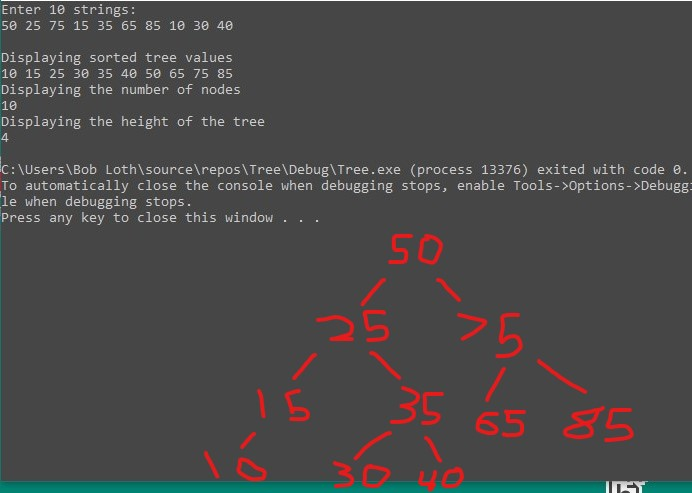 Enter 10 strings:
50 25 75 15 35 65 85 10 30 40
Displaying sorted tree values
10 15 25 30 35 40 50 65 75 85
Displaying the number of nodes
10
Displaying the height of the tree
4
C:\Users\Bob Loth\source\repos\Tree\Debug\Tree.exe (process 13376) exited with code 0.
To automatically close the console when debugging stops, enable Tools->Options->Debuggi
le when debugging stops.
Press any key to close this window . . .
50
25 75
15 35 65 85
10 30 40